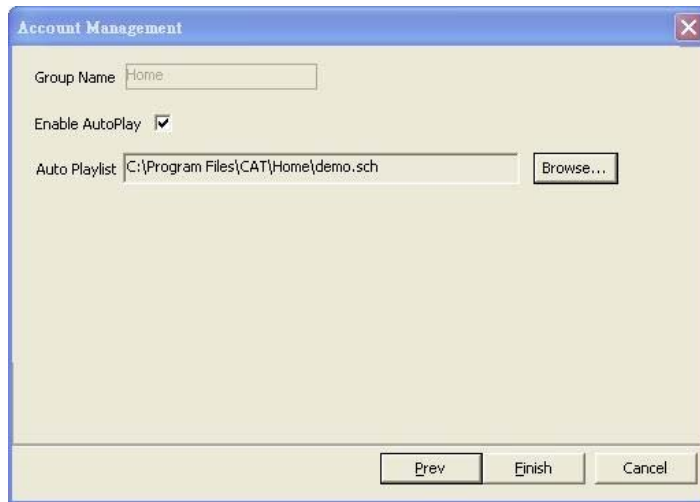 Account Management
Group Name Home
Enable AutoPlay
Auto Playlist C:\Program Files\CAT\Home\demo.sch Browse...
Prev Finish Cancel